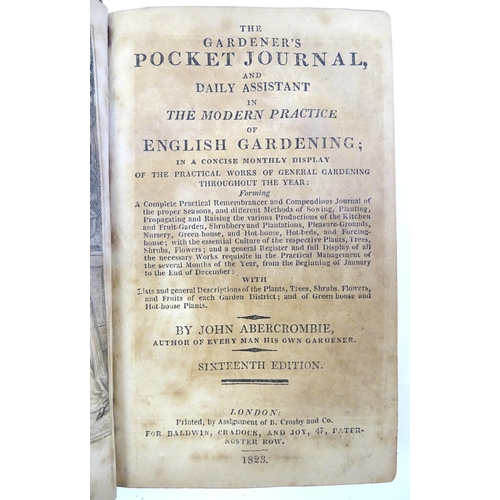 THE
GARDENER'S
POCKET JOURNAL,
AND
DAILY ASSISTANT
IN
THE MODERN PRACTICE
OF
ENGLISH GARDENING;
IN A CONCISE MONTHLY DISPLAY
OF THE PRACTICAL WORKS OF GENERAL GARDENING
THROUGHOUT THE YEAR:
Forming
A Complete Practical Remembrancer and Compendious Journal of
the proper Seasons, and different Methods of Sowing, Planting,
Propagating and Raising the various Productions of the Kitchen
and Fruit-Garden, Shrubbery and Plantations, Pleasure-Grounds,
Nursery, Green-house, and Hot-house, Hot-beds, and Forcing-
house; with the essential Culture of the respective Plants, Trees,
Shrubs, Flowers; and a general Register and full Display of all
the necessary Works requisite in the Practical Management of
the several Months of the Year, from the Beginning of January
to the End of December:
WITH
Lists and general Descriptions of the Plants, Trees, Shrubs, Flowers,
and Fruits of each Garden District; and of Green house and
Hot-house Plants.
BY JOHN ABERCROMBIE,
AUTHOR OF EVERY MAN HIS OWN GARDENER.
SIXTEENTH EDITION.
LONDON:
Printed, by Assignment of B. Crosby and Co.
FOR BALDWIN, CRADOCK, AND JOY, 47, PATER-
NOSTER ROW.
1823.